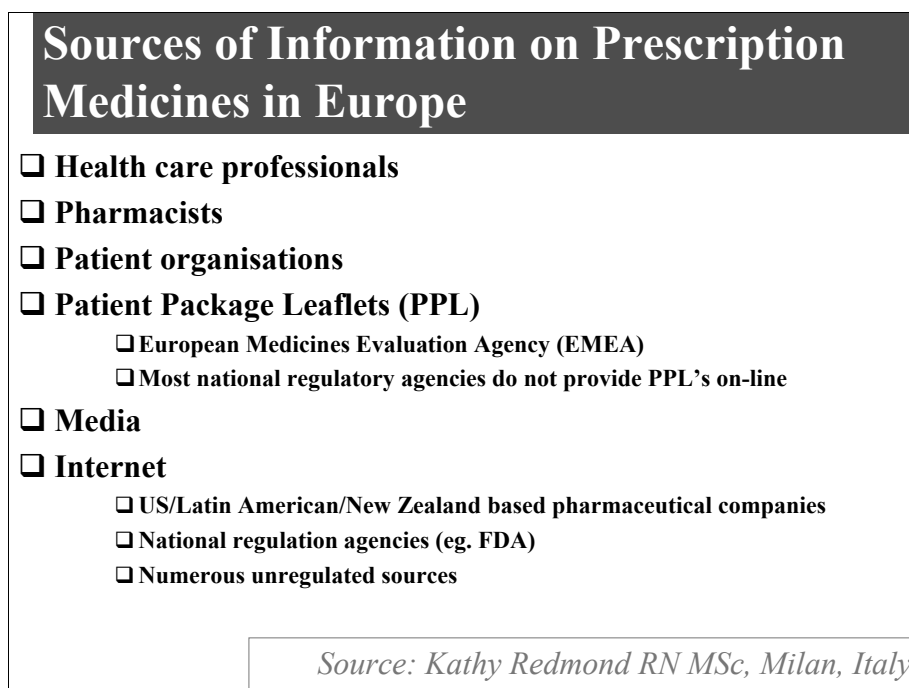 Sources of Information on Prescription
Medicines in Europe
❑ Health care professionals
❑ Pharmacists
❑ Patient organisations
❑ Patient Package Leaflets (PPL)
❑ European Medicines Evaluation Agency (EMEA)
❑ Most national regulatory agencies do not provide PPL’s on-line
❑ Media
❑ Internet
❑ US/Latin American/New Zealand based pharmaceutical companies
❑ National regulation agencies (eg. FDA)
❑ Numerous unregulated sources
Source: Kathy Redmond RN MSc, Milan, Italy